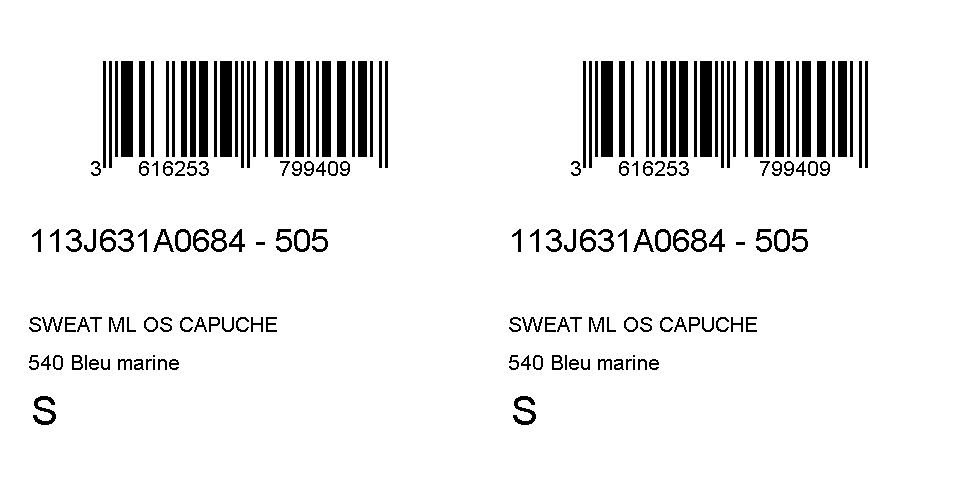 3 616253 799409
113J631A0684 - 505
SWEAT ML OS CAPUCHE
540 Bleu marine
S
3 616253 799409
113J631A0684 - 505
SWEAT ML OS CAPUCHE
540 Bleu marine
S